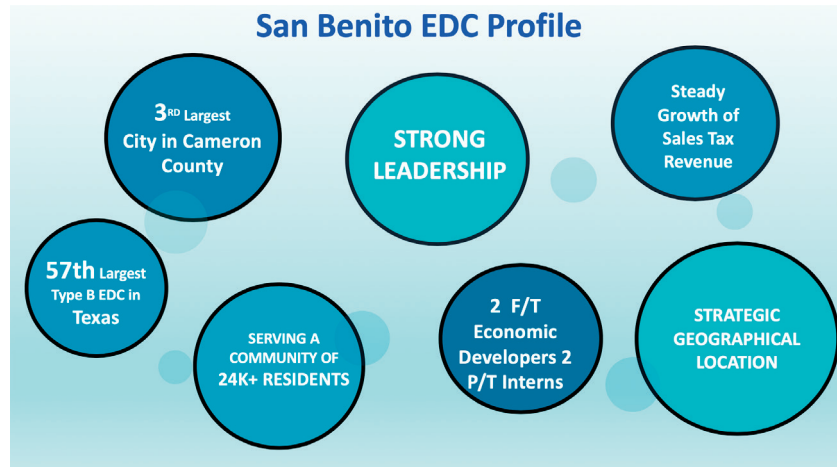 San Benito EDC Profile
3RD Largest
City in Cameron
County
STRONG
LEADERSHIP
Steady
Growth of
Sales Tax
Revenue
57th Largest
Type B EDC in
Texas
SERVING A
COMMUNITY OF
24K+ RESIDENTS
2 F/T
Economic
Developers 2
P/T Interns
STRATEGIC
GEOGRAPHICAL
LOCATION